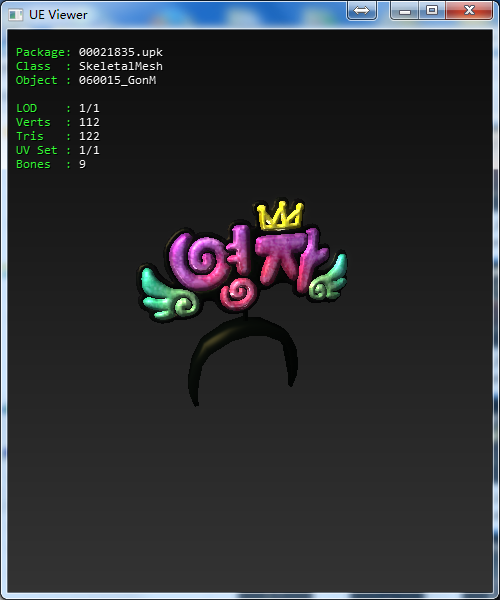 UE Viewer
Package: 00021835.upk
Class : SkeletalMesh
Object : 060015_GonM
LOD : 1/1
Verts : 112
Tris : 122
UV Set : 1/1
Bones : 9
영자